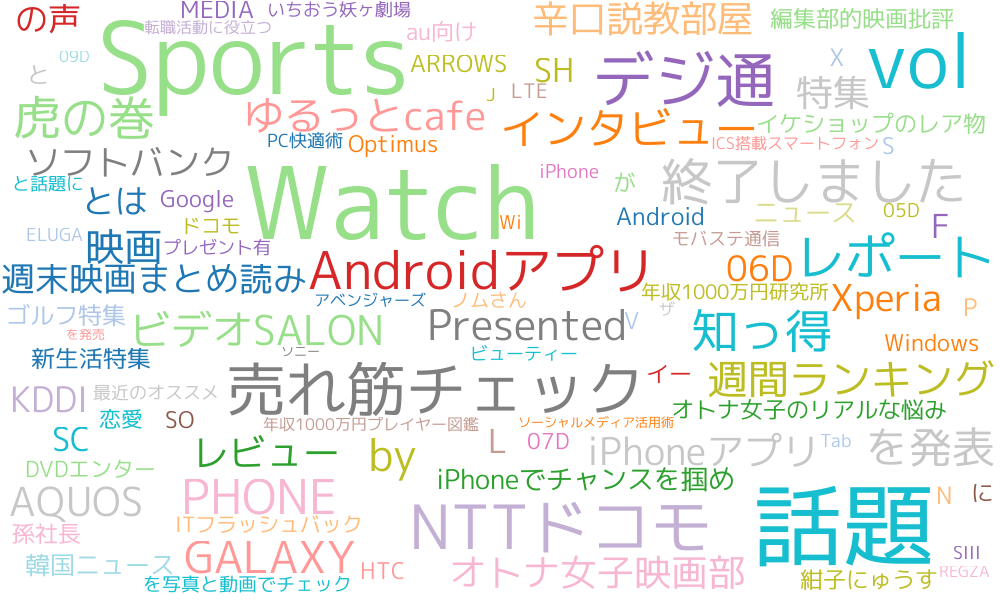 の声
MEDIA
いちおう妖ヶ劇場
転職活動に役立つ
辛口説教部屋
編集部的映画批評
09D
と
Sports
au向け
ARROWS
SH
デジ通
X
vol
J
LTE
特集
虎の巻
ゆるっとcafe
インタビュー
イケショップのレア物
PC快適術
Optimus
ICS搭載スマートフォン
S
ソフトバンク
Watch
iPhone
が
終了しました
と話題に
とは
Google
Android
ニュース
05D
ドコモ
Wi
F
ELUGA
映画
プレゼント有
モバステ通信
レポート
週末映画まとめ読み
Androidアプリ
06D
年収1000万円研究所
Xperia
アベンジャーズ
ノムさん
ザ
P
ゴルフ特集
ビデオSALON
Presented
V
知っ得
を発売
Windows
新生活特集
ソニー
ビューティー
売れ筋チェック
イー
週間ランキング
KDDI
最近のオススメ
オトナ女子のリアルな悩み
恋愛
SO
年収1000万円プレイヤー図鑑
ソーシャルメディア活用術
SC
レビュー
by
L
07D
iPhoneアプリ
Tab
を発表
DVDエンター
iPhoneでチャンスを掴め
AQUOS
PHONE
N
に
孫社長
ITフラッシュバック
NTTドコモ
話題
韓国ニュース
GALAXY
HTC
オトナ女子映画部
SIII
を写真と動画でチェック
紺子にゅうす
REGZA